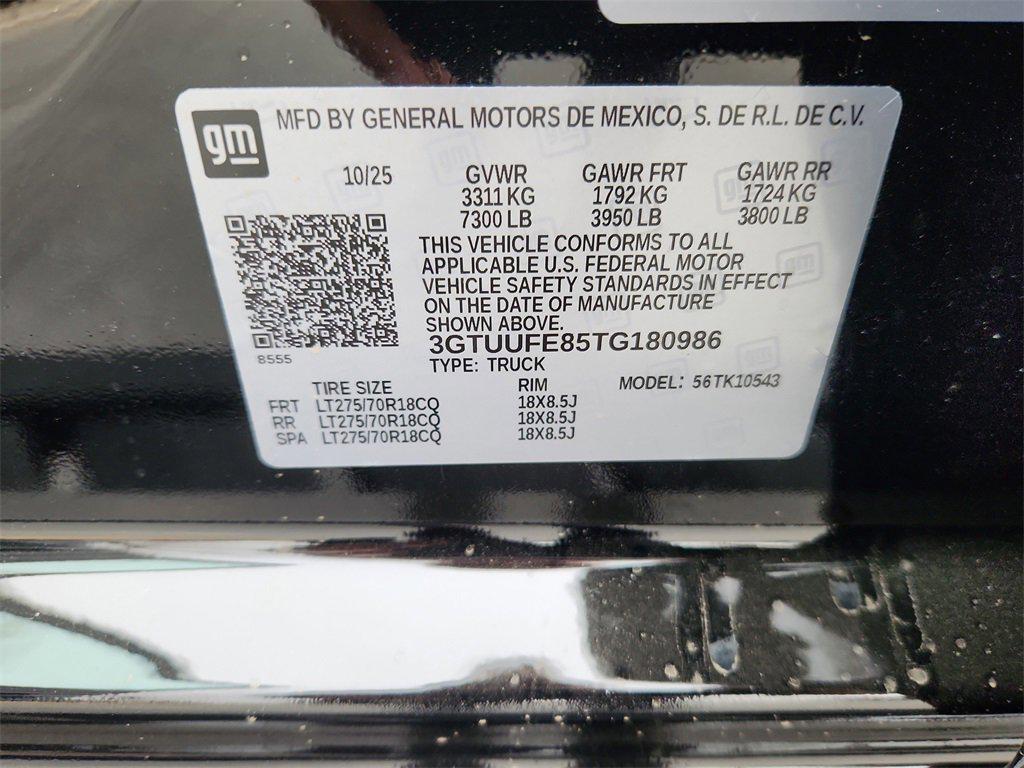 gm
MFD BY GENERAL MOTORS DE MEXICO, S. DE R.L. DE C.V.
10/25 GVWR GAWR FRT GAWR RR
3311 KG 1792 KG 1724 KG
7300 LB 3950 LB 3800 LB
THIS VEHICLE CONFORMS TO ALL
APPLICABLE U.S. FEDERAL MOTOR
VEHICLE SAFETY STANDARDS IN EFFECT
ON THE DATE OF MANUFACTURE
SHOWN ABOVE.
8555
3GTUUFE85TG180986
TYPE: TRUCK
TIRE SIZE RIM MODEL: 56TK10543
FRT LT275/70R18CQ 18X8.5J
RR LT275/70R18CQ 18X8.5J
SPA LT275/70R18CQ 18X8.5J